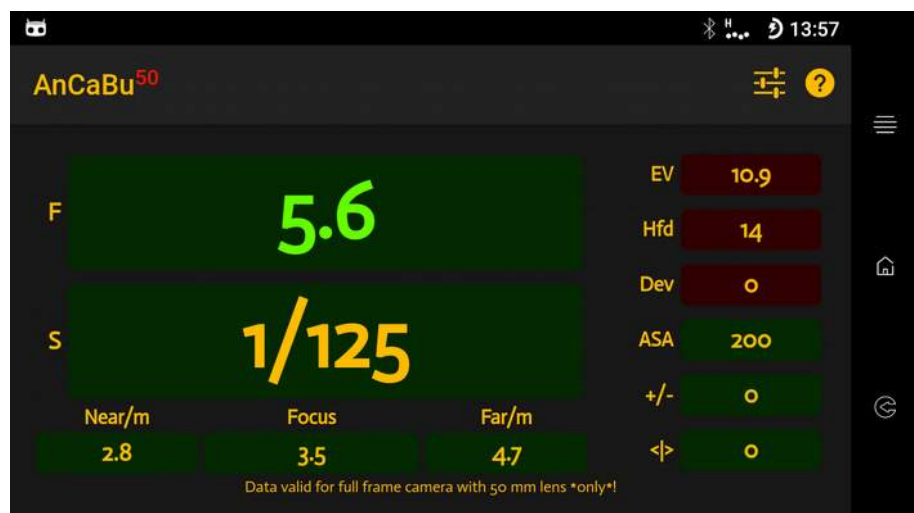 13:57
AnCaBu50
F 5.6
S 1/125
Near/m Focus Far/m
2.8 3.5 4.7
EV 10.9
Hfd 14
Dev 0
ASA 200
+/- 0
<|> 0
Data valid for full frame camera with 50 mm lens *only*!